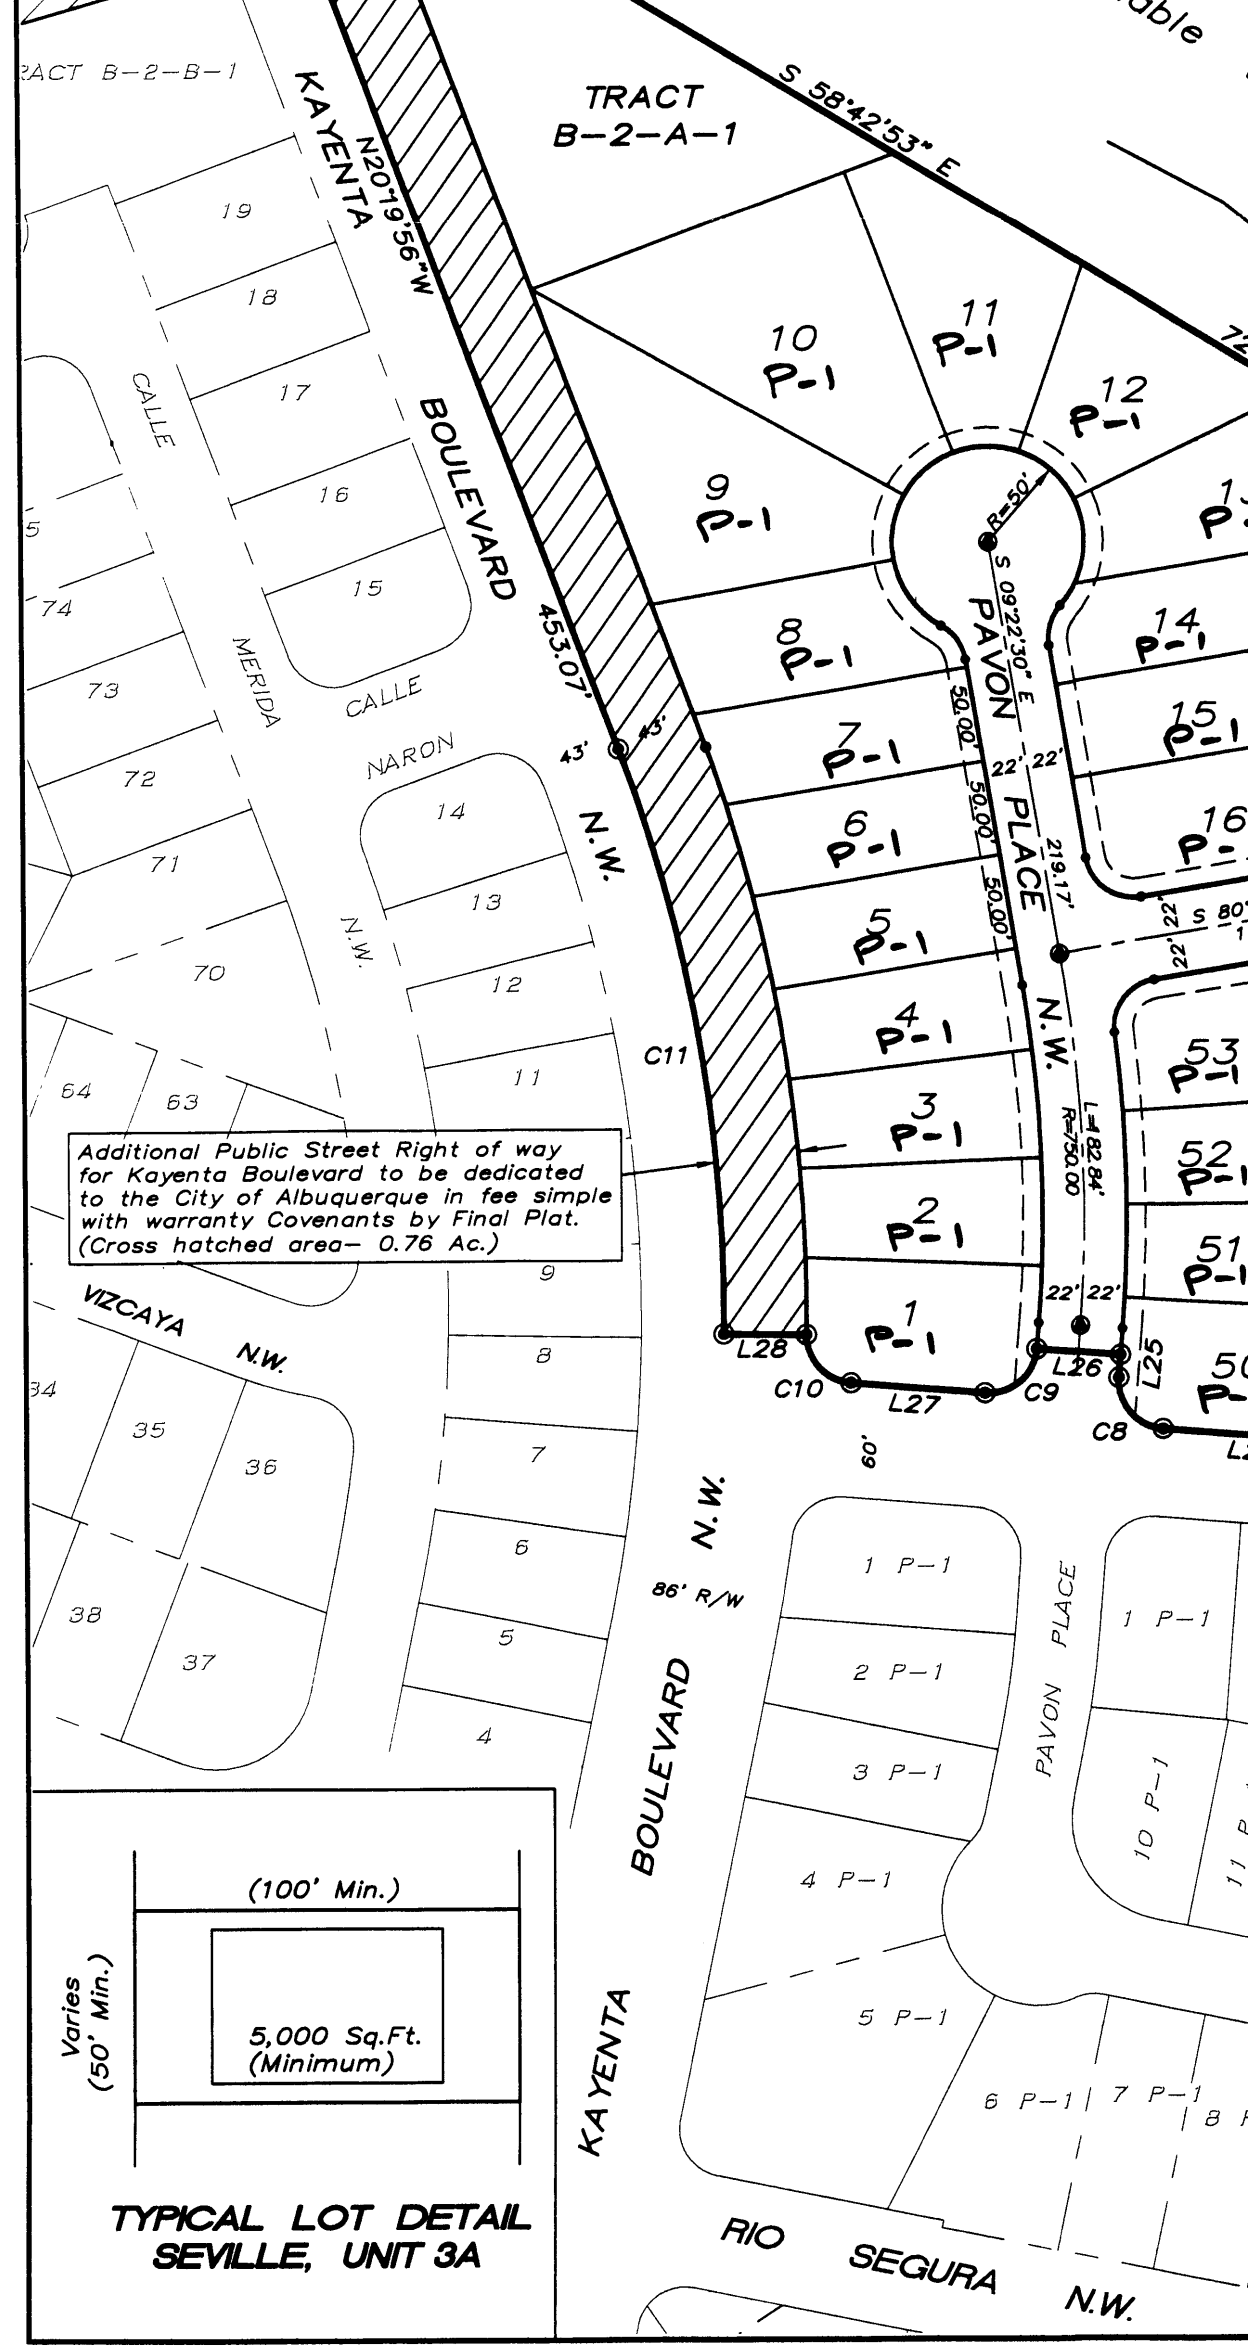 RACT B-2-B-1
TRACT
B-2-A-1
S 58°42'53" E
KAYENTA
N20°19'56"W
BOULEVARD
453.07'
43'
43'
N.W.
C11
19
18
17
16
15
CALLE
MERIDA
N.W.
CALLE
NARON
5
74
73
72
71
70
64
63
14
13
12
11
9
8
7
6
5
4
10
P-1
11
P-1
12
P-1
9
P-1
8
P-1
7
P-1
6
P-1
5
P-1
4
P-1
3
P-1
2
P-1
1
P-1
R=50'
S 09°22'30" E
PAVON
PLACE
N.W.
50.00'
50.00'
50.00'
22' 22'
219.17'
22' 22'
S 80°
L=482.84'
R=750.00
22' 22'
14
P-1
15
P-1
16
P-
53
P-1
52
P-1
51
P-1
Additional Public Street Right of way
for Kayenta Boulevard to be dedicated
to the City of Albuquerque in fee simple
with warranty Covenants by Final Plat.
(Cross hatched area- 0.76 Ac.)
VIZCAYA
N.W.
34
35
36
38
37
L28
C10
L27
C9
L26
L25
C8
60'
N.W.
86' R/W
BOULEVARD
KAYENTA
1 P-1
2 P-1
3 P-1
4 P-1
5 P-1
6 P-1
7 P-1
8
PAVON PLACE
1 P-1
10 P-1
11
(100' Min.)
Varies
(50' Min.)
5,000 Sq.Ft.
(Minimum)
TYPICAL LOT DETAIL
SEVILLE, UNIT 3A
RIO SEGURA N.W.